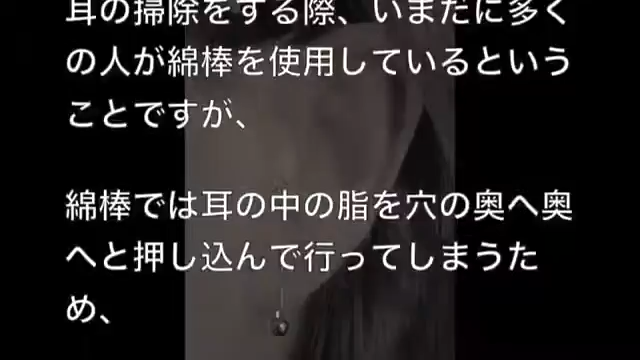 耳の掃除をする際、いまだに多く
の人が綿棒を使用しているという
ことですが、
綿棒では耳の中の脂を穴の奥へ奥
へと押し込んで行ってしまうた
め、